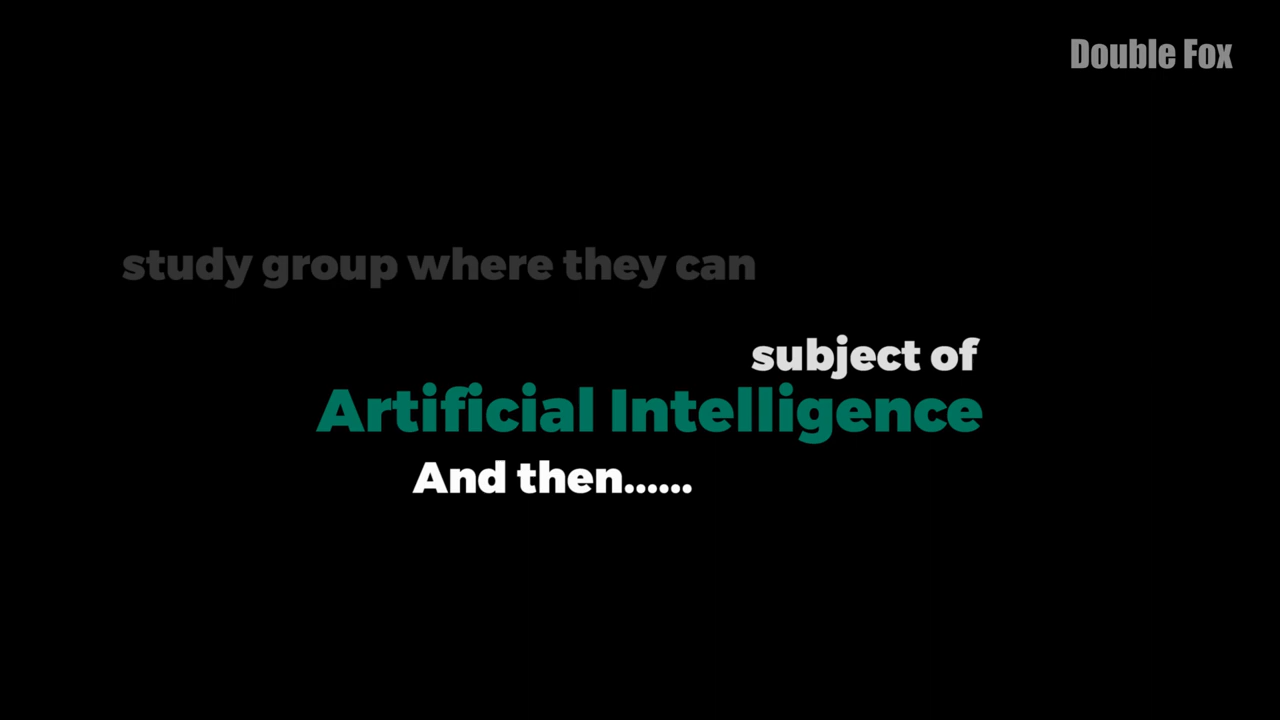 Double Fox
study group where they can
subject of
Artificial Intelligence
And then......